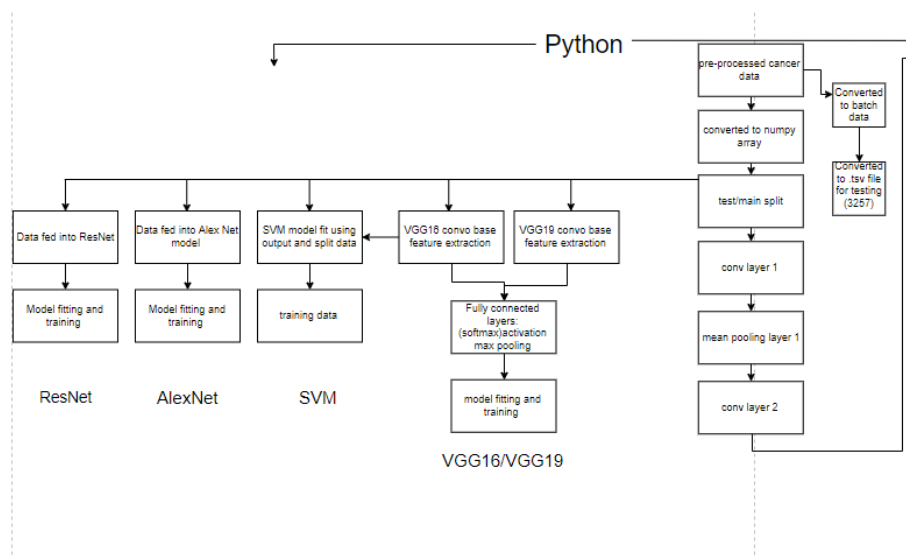 Python
pre-processed cancer
data
Converted
to batch
data
converted to numpy
array
Converted
to .tsv file
for testing
(3257)
test/main split
Data fed into ResNet
Data fed into Alex Net
model
SVM model fit using
output and split data
VGG16 convo base
feature extraction
VGG19 convo base
feature extraction
conv layer 1
Model fitting and
training
Model fitting and
training
training data
Fully connected
layers:
(softmax)activation
max pooling
mean pooling layer 1
ResNet
AlexNet
SVM
model fitting and
training
conv layer 2
VGG16/VGG19